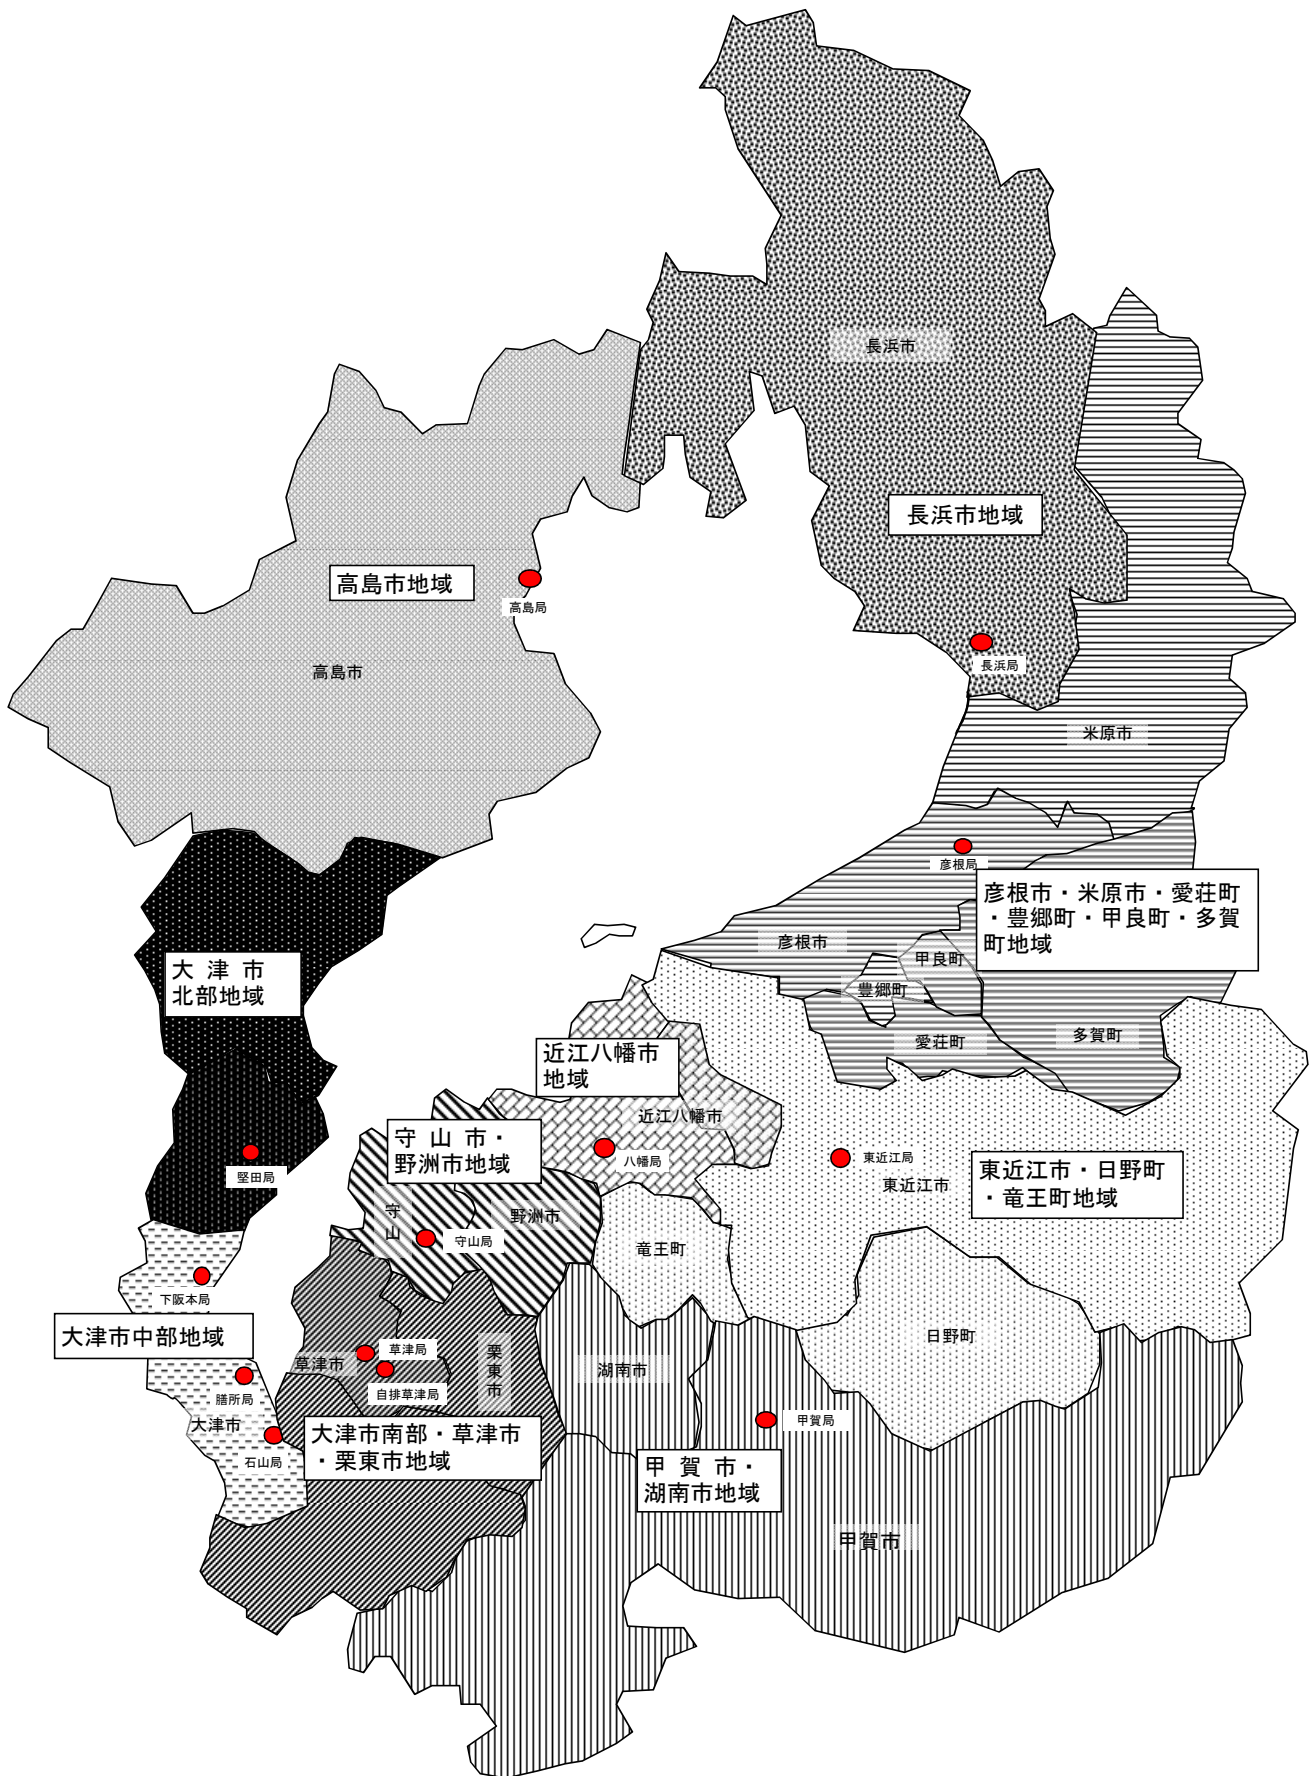 長浜市
長浜市地域
高島市地域
高島局
長浜局
高島市
米原市
彦根局
彦根市・米原市・愛荘町
・豊郷町・甲良町・多賀
町地域
彦根市
甲良町
大 津 市
北部地域
豊郷町
多賀町
愛荘町
近江八幡市
地域
近江八幡市
守 山 市・
野洲市地域
八幡局
東近江局
東近江市・日野町
・竜王町地域
堅田局
東近江市
守
山
野洲市
守山局
竜王町
下阪本局
大津市中部地域
日野町
草津局
草津市
栗
東
市
湖南市
自排草津局
膳所局
大津市
甲賀局
大津市南部・草津市
・栗東市地域
石山局
甲 賀 市・
湖南市地域
甲賀市